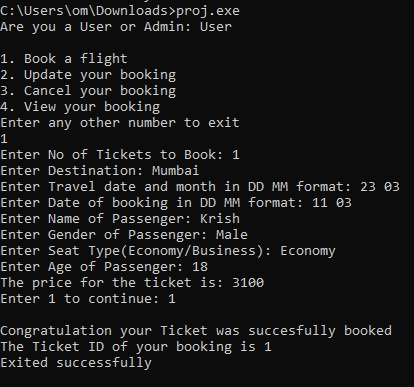 C:\Users\om\Downloads>proj.exe
Are you a User or Admin: User
1. Book a flight
2. Update your booking
3. Cancel your booking
4. View your booking
Enter any other number to exit
1
Enter No of Tickets to Book: 1
Enter Destination: Mumbai
Enter Travel date and month in DD MM format: 23 03
Enter Date of booking in DD MM format: 11 03
Enter Name of Passenger: Krish
Enter Gender of Passenger: Male
Enter Seat Type(Economy/Business): Economy
Enter Age of Passenger: 18
The price for the ticket is: 3100
Enter 1 to continue: 1
Congratulation your Ticket was succesfully booked
The Ticket ID of your booking is 1
Exited successfully